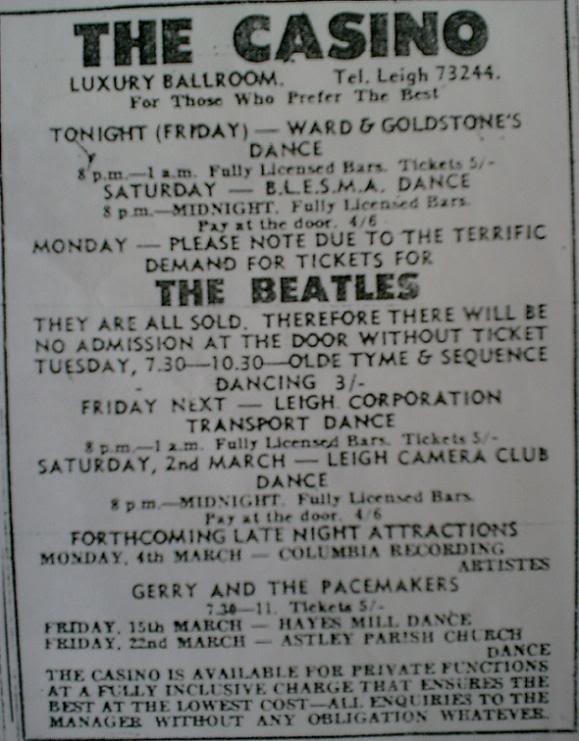 THE CASINO
LUXURY BALLROOM. Tel. Leigh 73244.
For Those Who Prefer The Best
TONIGHT (FRIDAY) — WARD & GOLDSTONE'S
DANCE
8 p.m.—1 a.m. Fully Licensed Bars. Tickets 5/-
SATURDAY — B.L.E.S.M.A. DANCE
8 p.m.—MIDNIGHT. Fully Licensed Bars.
Pay at the door. 4/6
MONDAY — PLEASE NOTE DUE TO THE TERRIFIC
DEMAND FOR TICKETS FOR
THE BEATLES
THEY ARE ALL SOLD. THEREFORE THERE WILL BE
NO ADMISSION AT THE DOOR WITHOUT TICKET
TUESDAY, 7.30—10.30—OLDE TYME & SEQUENCE
DANCING 3/-
FRIDAY NEXT — LEIGH CORPORATION
TRANSPORT DANCE
8 p.m.—1 a.m. Fully Licensed Bars. Tickets 5/-
SATURDAY, 2nd MARCH — LEIGH CAMERA CLUB
DANCE
8 p m.—MIDNIGHT. Fully Licensed Bars.
Pay at the door. 4/6
FORTHCOMING LATE NIGHT ATTRACTIONS
MONDAY, 4th MARCH — COLUMBIA RECORDING
ARTISTES
GERRY AND THE PACEMAKERS
7.30—11. Tickets 5/-
FRIDAY, 15th MARCH — HAYES MILL DANCE
FRIDAY, 22nd MARCH — ASTLEY PARISH CHURCH
DANCE
THE CASINO IS AVAILABLE FOR PRIVATE FUNCTIONS
AT A FULLY INCLUSIVE CHARGE THAT ENSURES THE
BEST AT THE LOWEST COST—ALL ENQUIRIES TO THE
MANAGER WITHOUT ANY OBLIGATION WHATEVER.